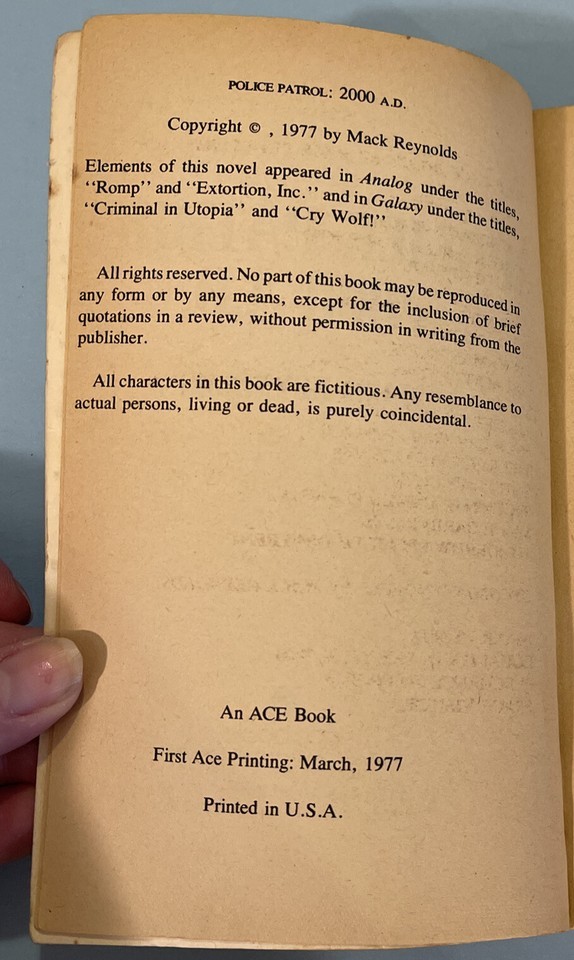 POLICE PATROL: 2000 A.D.
Copyright © , 1977 by Mack Reynolds
Elements of this novel appeared in Analog under the titles,
“Romp” and “Extortion, Inc.” and in Galaxy under the titles,
“Criminal in Utopia” and “Cry Wolf!”
All rights reserved. No part of this book may be reproduced in
any form or by any means, except for the inclusion of brief
quotations in a review, without permission in writing from the
publisher.
All characters in this book are fictitious. Any resemblance to
actual persons, living or dead, is purely coincidental.
An ACE Book
First Ace Printing: March, 1977
Printed in U.S.A.